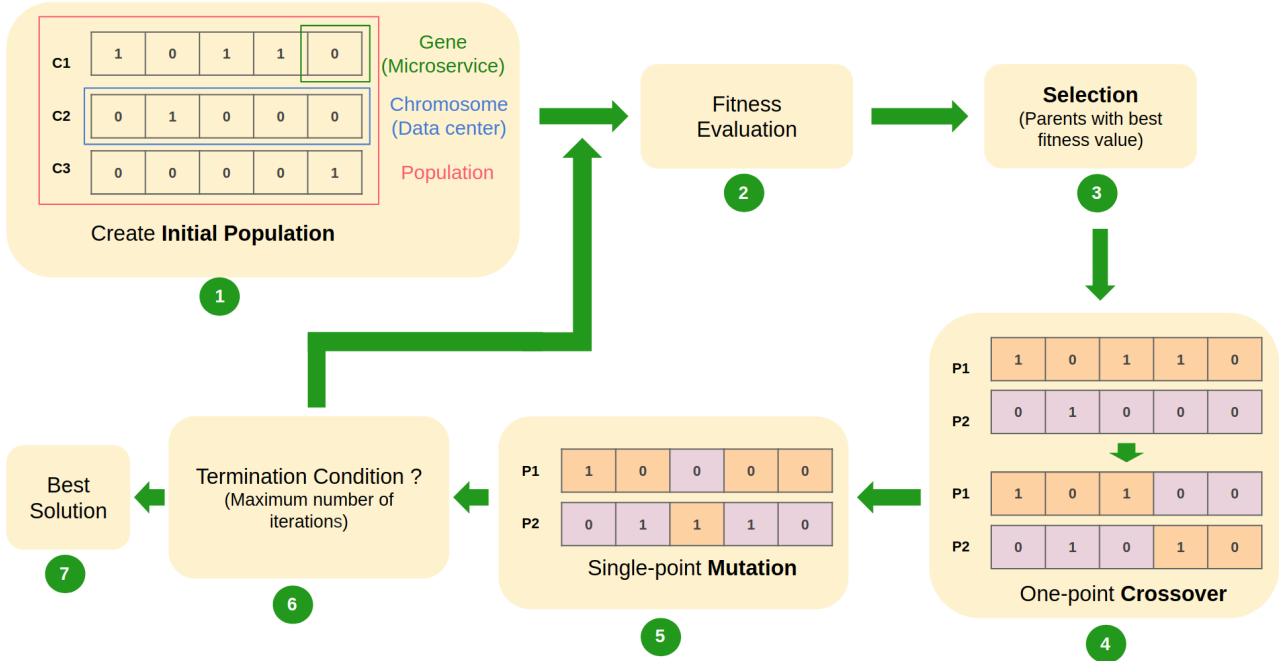 C1 1 0 1 1 0
Gene
(Microservice)
C2 0 1 0 0 0
Chromosome
(Data center)
C3 0 0 0 0 1
Population
Create Initial Population
1
Fitness
Evaluation
2
Selection
(Parents with best
fitness value)
3
P1 1 0 1 1 0
P2 0 1 0 0 0
P1 1 0 1 0 0
P2 0 1 0 1 0
One-point Crossover
4
P1 1 0 0 0 0
P2 0 1 1 1 0
Single-point Mutation
5
Termination Condition ?
(Maximum number of
iterations)
6
Best
Solution
7